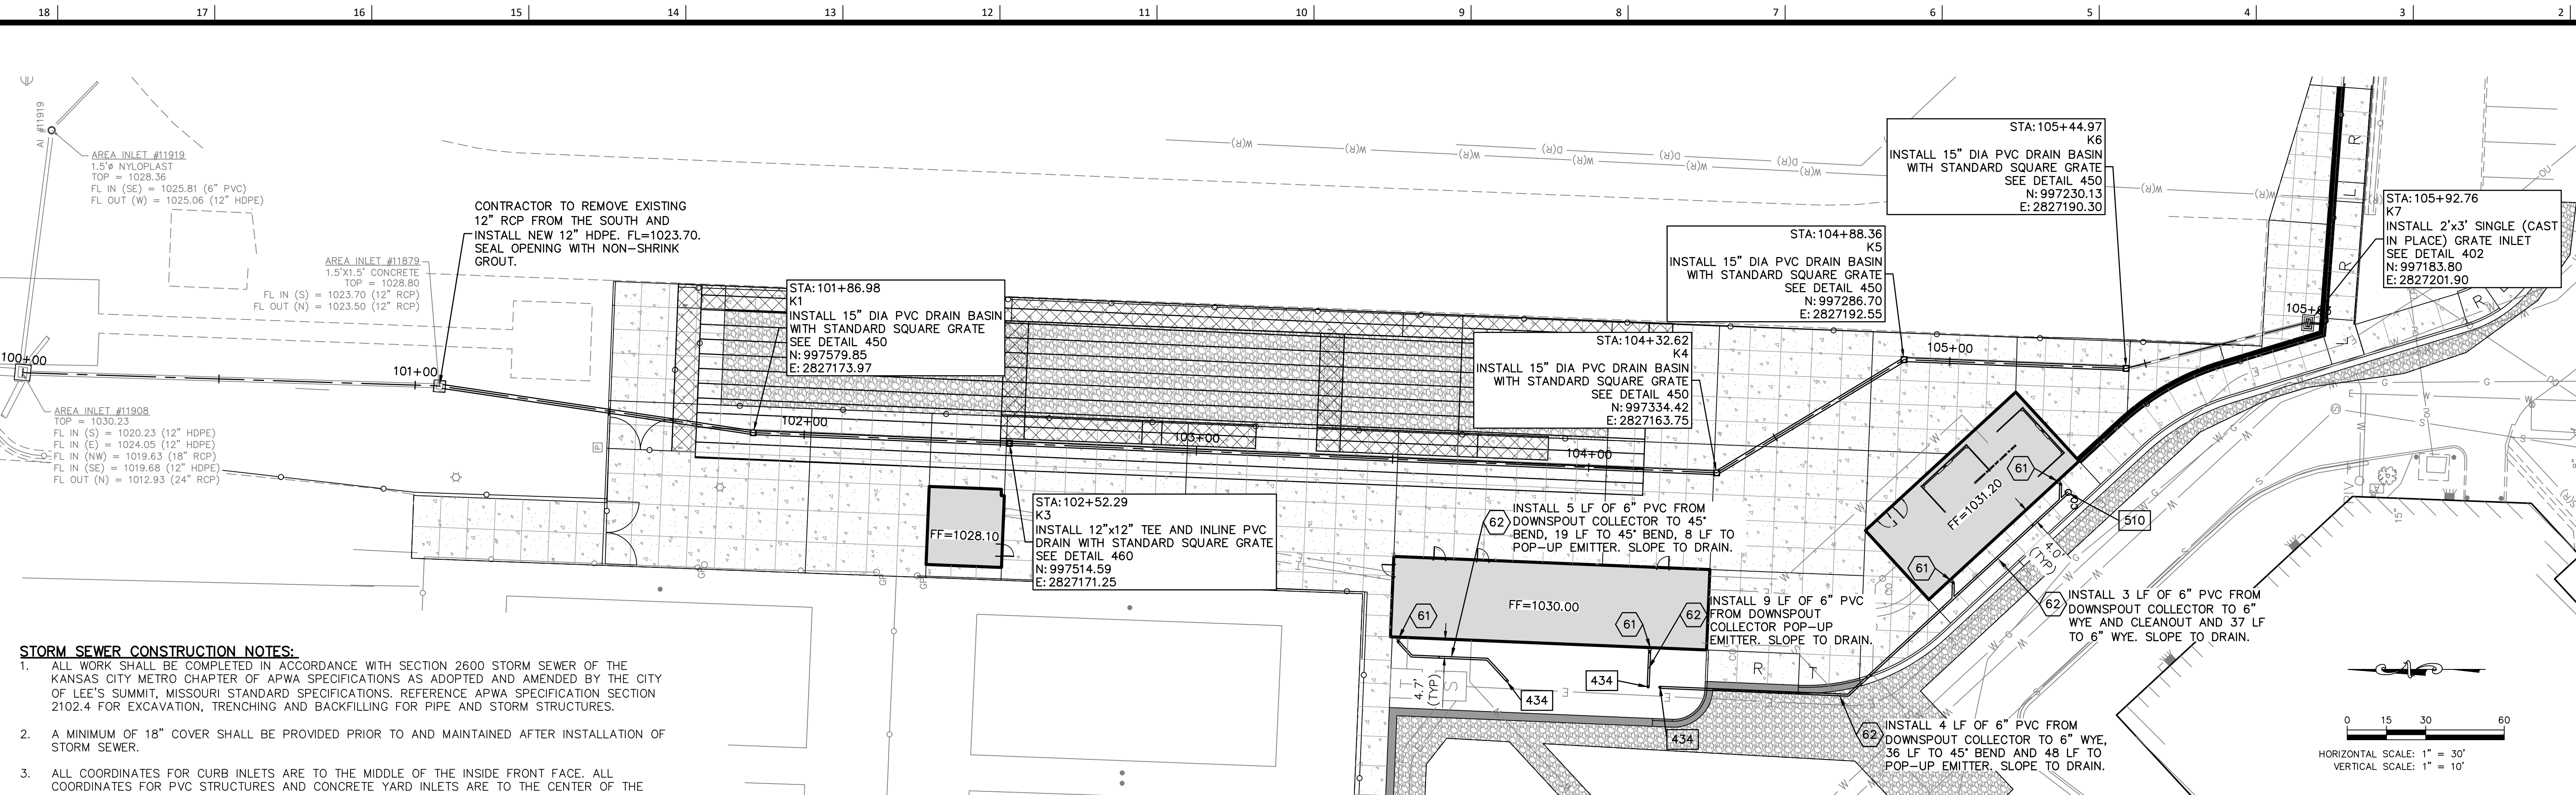 18 17 16 15 14 13 12 11 10 9 8 7 6 5 4 3 2
AI #11919
AREA INLET #11919
1.5'ø NYLOPLAST
TOP = 1028.36
FL IN (SE) = 1025.81 (6" PVC)
FL OUT (W) = 1025.06 (12" HDPE)
CONTRACTOR TO REMOVE EXISTING
12" RCP FROM THE SOUTH AND
INSTALL NEW 12" HDPE. FL=1023.70.
SEAL OPENING WITH NON-SHRINK
GROUT.
AREA INLET #11879
1.5'X1.5' CONCRETE
TOP = 1028.80
FL IN (S) = 1023.70 (12" RCP)
FL OUT (N) = 1023.50 (12" RCP)
100+00
101+00
AREA INLET #11908
TOP = 1030.23
FL IN (S) = 1020.23 (12" HDPE)
FL IN (E) = 1024.05 (12" HDPE)
FL IN (NW) = 1019.63 (18" RCP)
FL IN (SE) = 1019.68 (12" HDPE)
FL OUT (N) = 1012.93 (24" RCP)
STA:101+86.98
K1
INSTALL 15" DIA PVC DRAIN BASIN
WITH STANDARD SQUARE GRATE
SEE DETAIL 450
N:997579.85
E:2827173.97
102+00
103+00
104+00
FF=1028.10
STA:102+52.29
K3
INSTALL 12"x12" TEE AND INLINE PVC
DRAIN WITH STANDARD SQUARE GRATE
SEE DETAIL 460
N:997514.59
E:2827171.25
STA:104+32.62
K4
INSTALL 15" DIA PVC DRAIN BASIN
WITH STANDARD SQUARE GRATE
SEE DETAIL 450
N:997334.42
E:2827163.75
STA:104+88.36
K5
INSTALL 15" DIA PVC DRAIN BASIN
WITH STANDARD SQUARE GRATE
SEE DETAIL 450
N:997286.70
E:2827192.55
105+00
STA:105+44.97
K6
INSTALL 15" DIA PVC DRAIN BASIN
WITH STANDARD SQUARE GRATE
SEE DETAIL 450
N:997230.13
E:2827190.30
STA:105+92.76
K7
INSTALL 2'x3' SINGLE (CAST
IN PLACE) GRATE INLET
SEE DETAIL 402
N:997183.80
E:2827201.90
62
INSTALL 5 LF OF 6" PVC FROM
DOWNSPOUT COLLECTOR TO 45°
BEND, 19 LF TO 45° BEND, 8 LF TO
POP-UP EMITTER. SLOPE TO DRAIN.
FF=1030.00
61
61
62
INSTALL 9 LF OF 6" PVC
FROM DOWNSPOUT
COLLECTOR POP-UP
EMITTER. SLOPE TO DRAIN.
4.7'
(TYP)
434
434
434
FF=1031.20
61
61
510
4.0'
(TYP)
62
INSTALL 3 LF OF 6" PVC FROM
DOWNSPOUT COLLECTOR TO 6"
WYE AND CLEANOUT AND 37 LF
TO 6" WYE. SLOPE TO DRAIN.
62
INSTALL 4 LF OF 6" PVC FROM
DOWNSPOUT COLLECTOR TO 6" WYE,
36 LF TO 45° BEND AND 48 LF TO
POP-UP EMITTER. SLOPE TO DRAIN.
0 15 30 60
HORIZONTAL SCALE: 1" = 30'
VERTICAL SCALE: 1" = 10'
STORM SEWER CONSTRUCTION NOTES:
1. ALL WORK SHALL BE COMPLETED IN ACCORDANCE WITH SECTION 2600 STORM SEWER OF THE
KANSAS CITY METRO CHAPTER OF APWA SPECIFICATIONS AS ADOPTED AND AMENDED BY THE CITY
OF LEE'S SUMMIT, MISSOURI STANDARD SPECIFICATIONS. REFERENCE APWA SPECIFICATION SECTION
2102.4 FOR EXCAVATION, TRENCHING AND BACKFILLING FOR PIPE AND STORM STRUCTURES.
2. A MINIMUM OF 18" COVER SHALL BE PROVIDED PRIOR TO AND MAINTAINED AFTER INSTALLATION OF
STORM SEWER.
3. ALL COORDINATES FOR CURB INLETS ARE TO THE MIDDLE OF THE INSIDE FRONT FACE. ALL
COORDINATES FOR PVC STRUCTURES AND CONCRETE YARD INLETS ARE TO THE CENTER OF THE